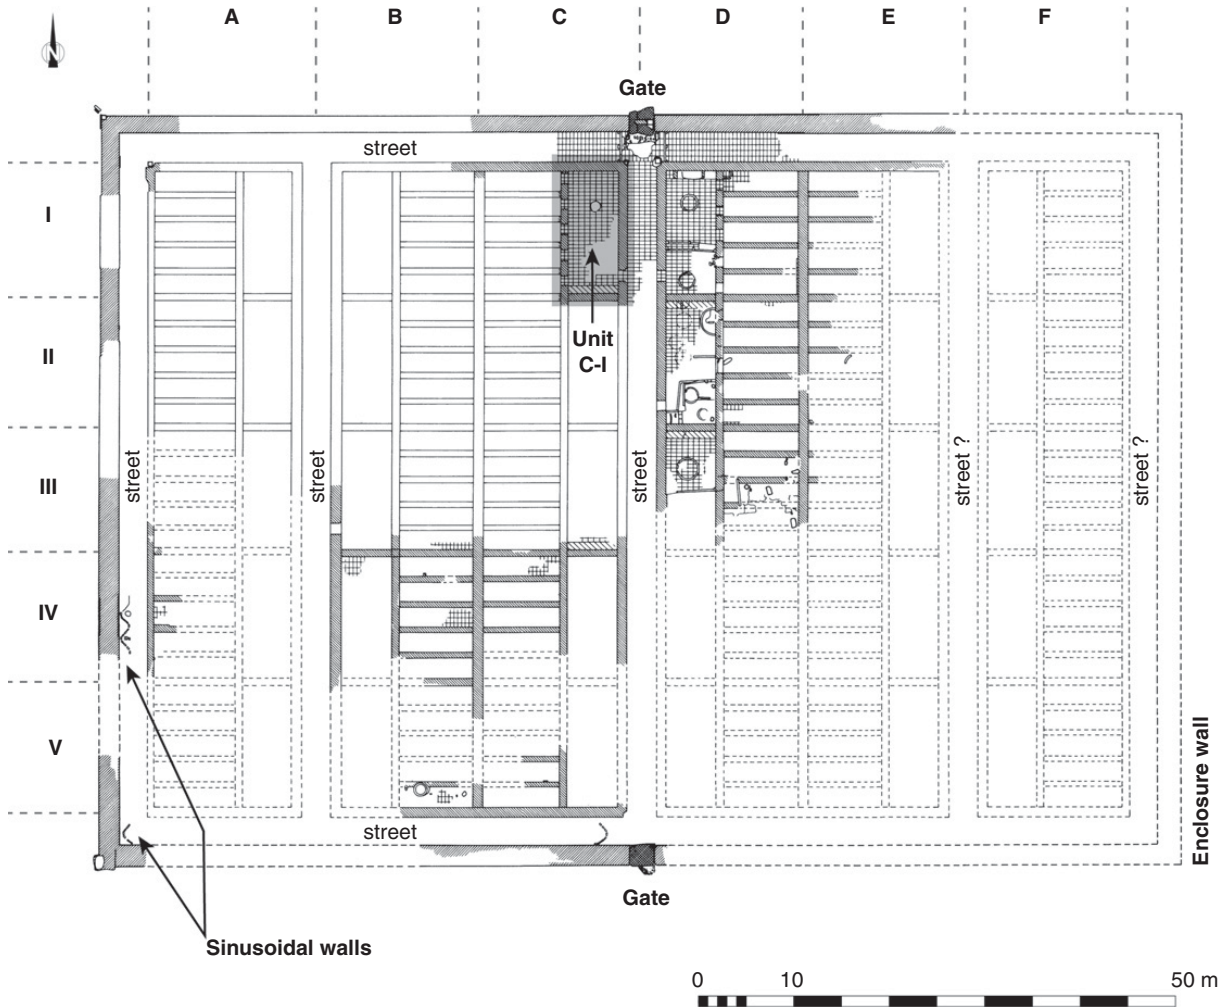 A B C D E F
N
Gate
street
I
Unit
C-I
II
III
street
street
street
street ?
street ?
IV
V
Enclosure wall
street
Gate
Sinusoidal walls
0 10 50 m